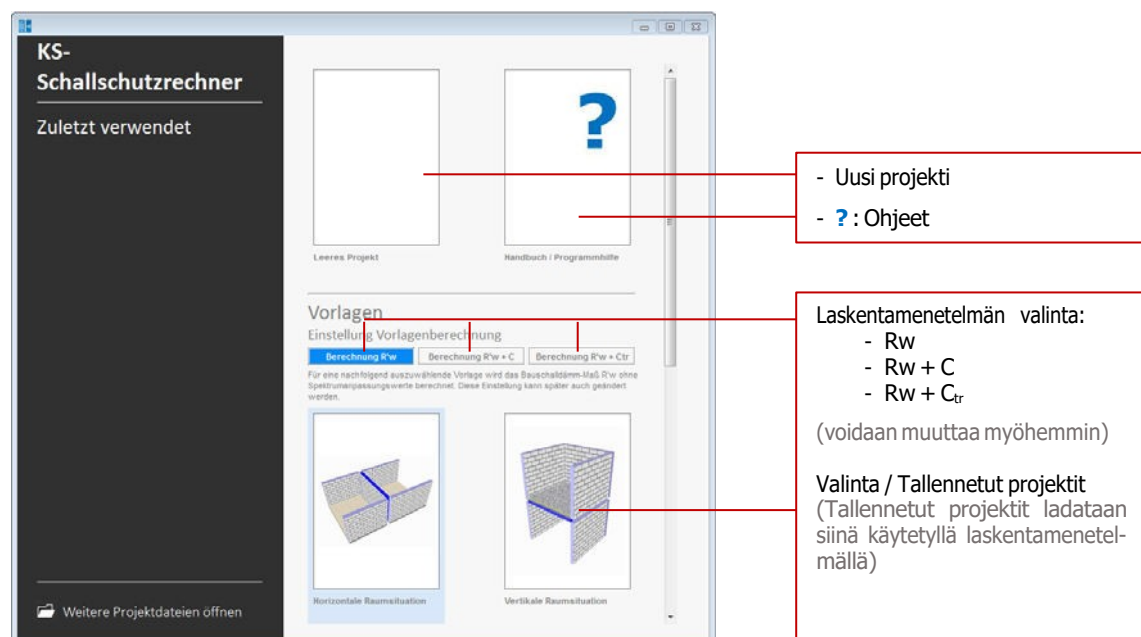 KS-
Schallschutzrechner
Zuletzt verwendet
Weitere Projektdateien öffnen
?
Leeres Projekt
Handbuch / Programmhilfe
Vorlagen
Einstellung Vorlagenberechnung
Berechnung R'w
Berechnung R'w + C
Berechnung R'w + Ctr
Für eine nachfolgend auszuwählende Vorlage wird das Bauschalldämm-Maß R'w ohne
Spektrumanpassungswerte berechnet. Diese Einstellung kann später auch geändert
werden.
Horizontale Raumsituation
Vertikale Raumsituation
- Uusi projekti
- ? : Ohjeet
Laskentamenetelmän valinta:
- Rw
- Rw + C
- Rw + Ctr
(voidaan muuttaa myöhemmin)
Valinta / Tallennetut projektit
(Tallennetut projektit ladataan
siinä käytetyllä laskentamenetel-
mällä)